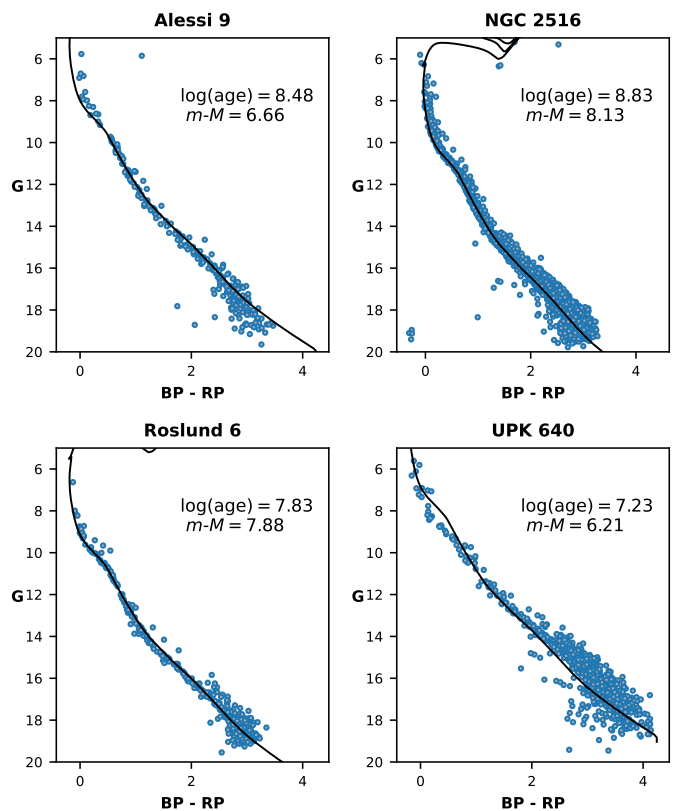 Alessi 9
NGC 2516
6
8
10
G 12
14
16
18
20
log(age) = 8.48
m-M = 6.66
0 2 4
BP - RP
6
8
10
G 12
14
16
18
20
log(age) = 8.83
m-M = 8.13
0 2 4
BP - RP
Roslund 6
UPK 640
6
8
10
G 12
14
16
18
20
log(age) = 7.83
m-M = 7.88
0 2 4
BP - RP
6
8
10
G 12
14
16
18
20
log(age) = 7.23
m-M = 6.21
0 2 4
BP - RP